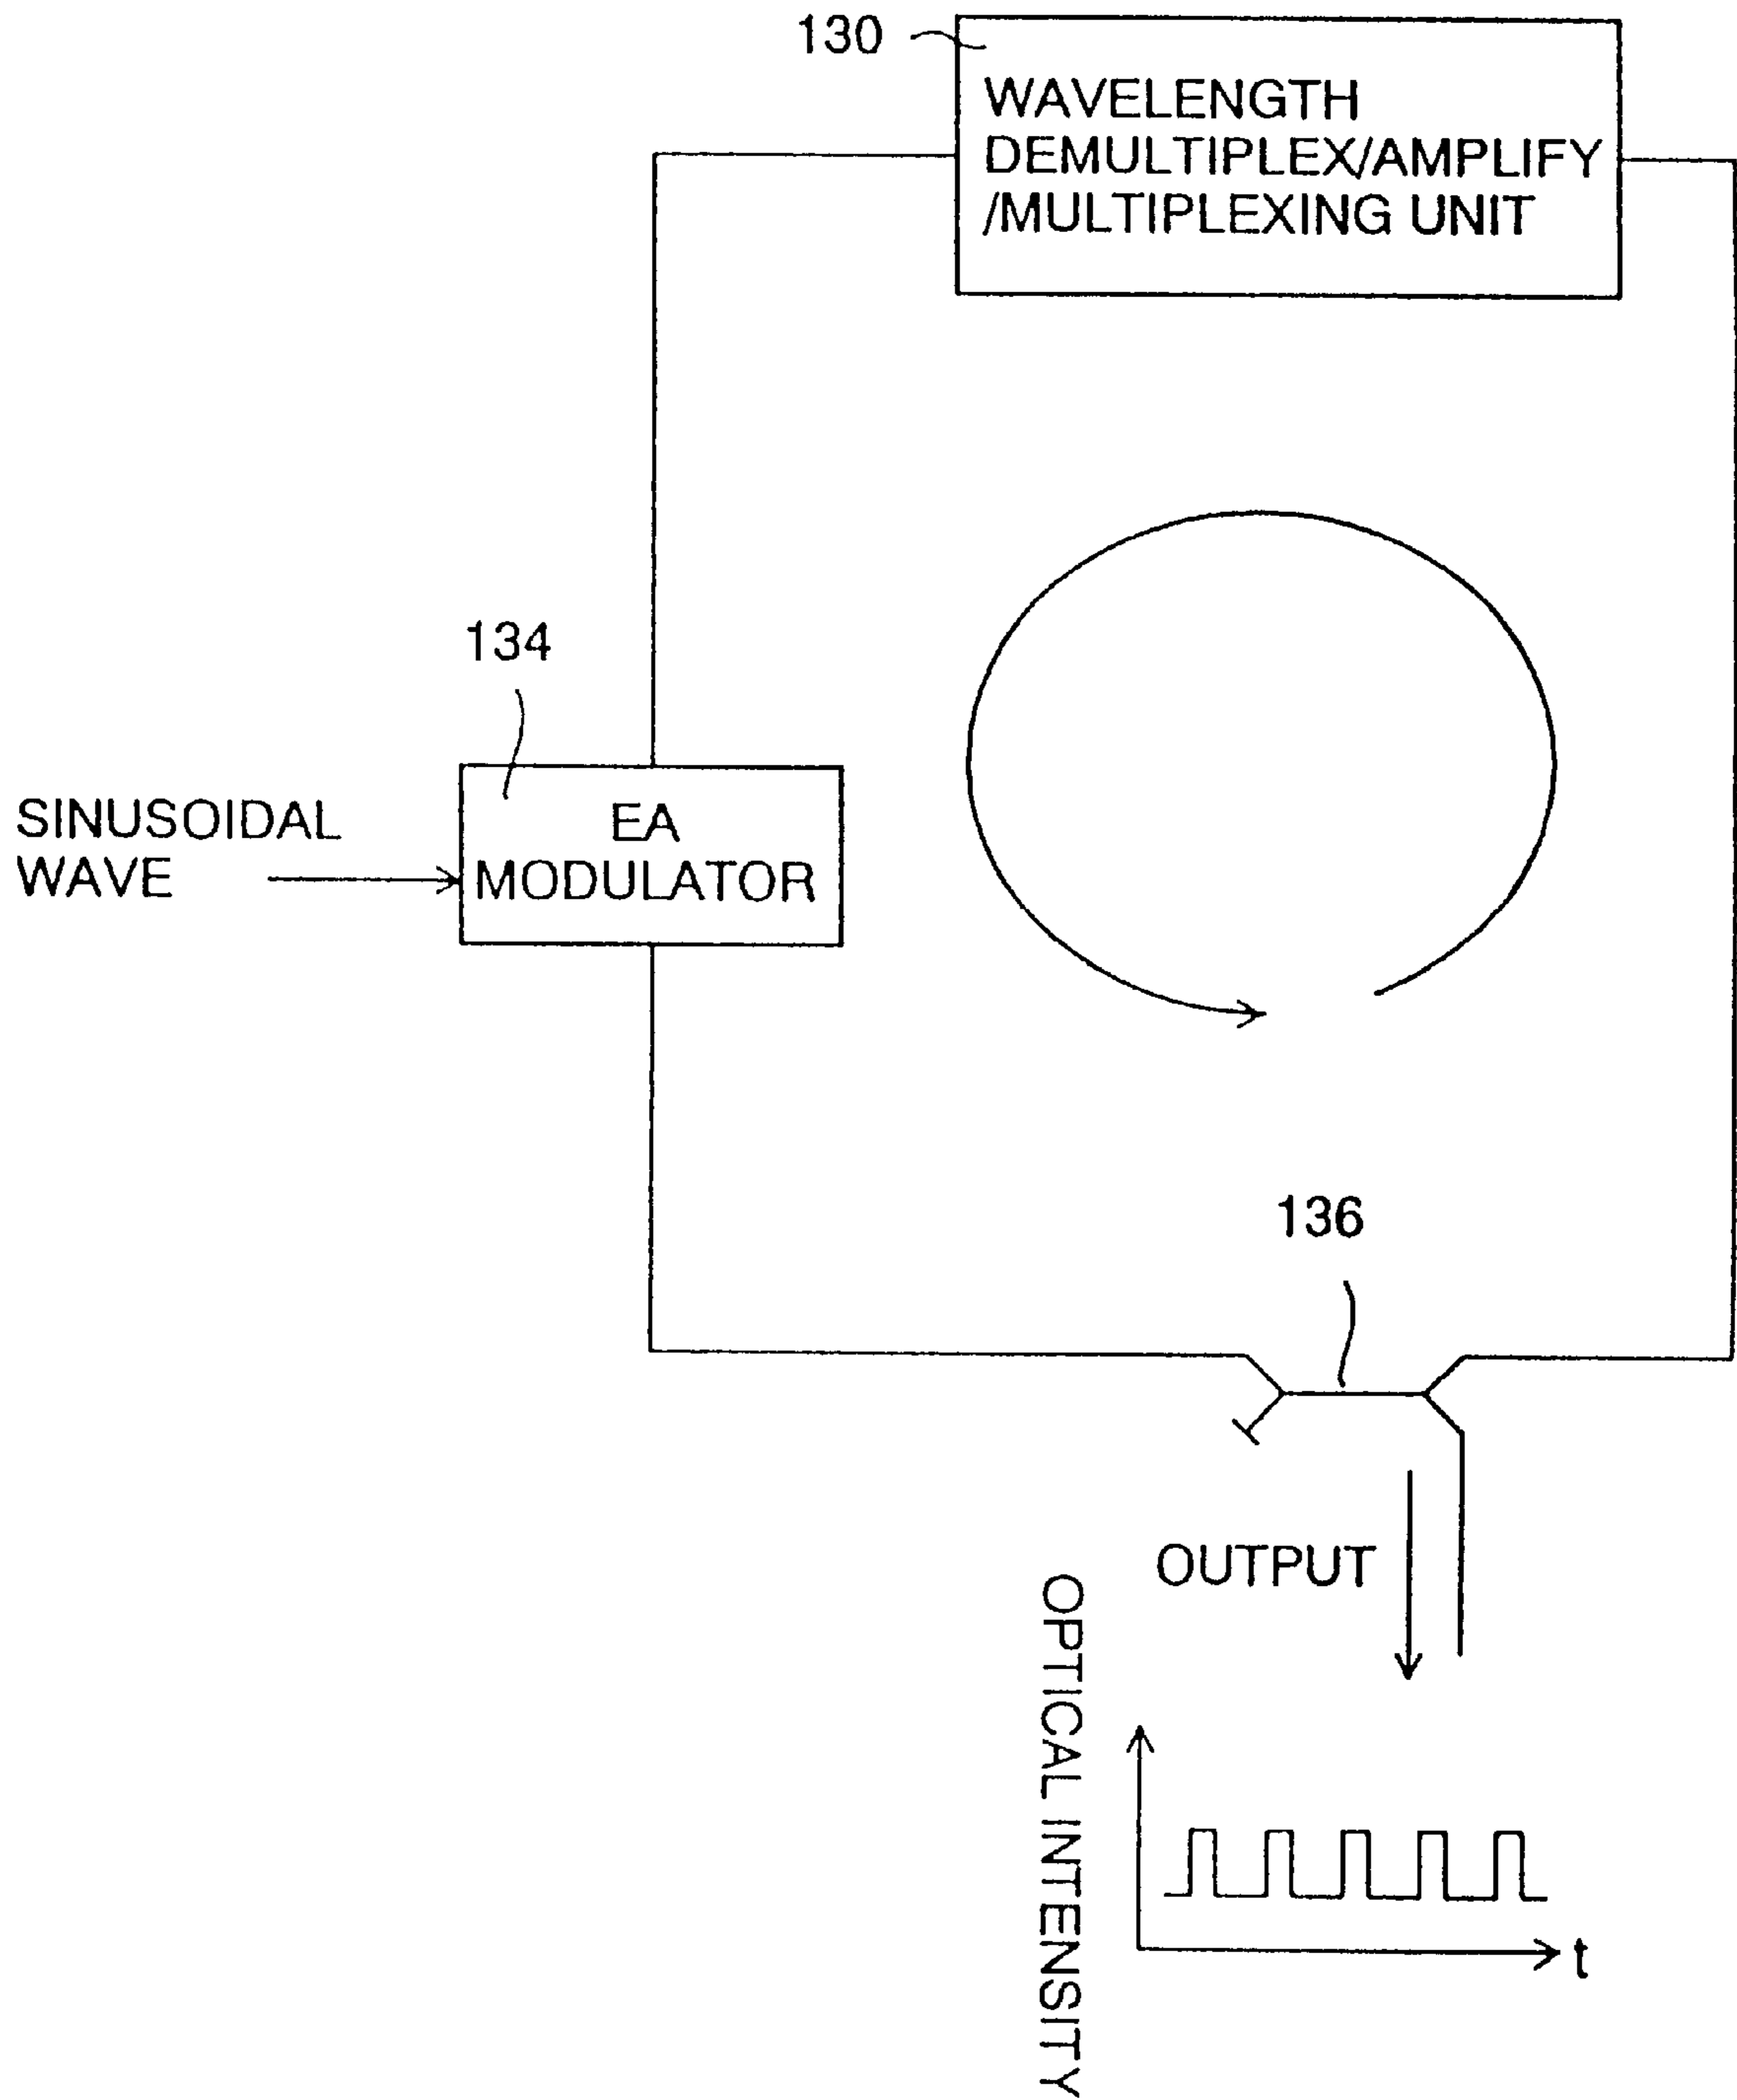 130
WAVELENGTH
DEMULTIPLEX/AMPLIFY
/MULTIPLEXING UNIT
134
SINUSOIDAL
WAVE
EA
MODULATOR
136
OUTPUT
OPTICAL INTENSITY
t